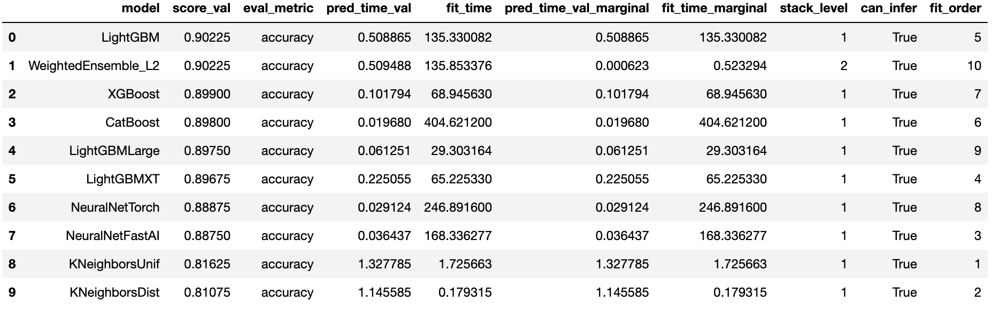 model score_val eval_metric pred_time_val fit_time pred_time_val_marginal fit_time_marginal stack_level can_infer fit_order
0 LightGBM 0.90225 accuracy 0.508865 135.330082 0.508865 135.330082 1 True 5
1 WeightedEnsemble_L2 0.90225 accuracy 0.509488 135.853376 0.000623 0.523294 2 True 10
2 XGBoost 0.89900 accuracy 0.101794 68.945630 0.101794 68.945630 1 True 7
3 CatBoost 0.89800 accuracy 0.019680 404.621200 0.019680 404.621200 1 True 6
4 LightGBMLarge 0.89750 accuracy 0.061251 29.303164 0.061251 29.303164 1 True 9
5 LightGBMXT 0.89675 accuracy 0.225055 65.225330 0.225055 65.225330 1 True 4
6 NeuralNetTorch 0.88875 accuracy 0.029124 246.891600 0.029124 246.891600 1 True 8
7 NeuralNetFastAI 0.88750 accuracy 0.036437 168.336277 0.036437 168.336277 1 True 3
8 KNeighborsUnif 0.81625 accuracy 1.327785 1.725663 1.327785 1.725663 1 True 1
9 KNeighborsDist 0.81075 accuracy 1.145585 0.179315 1.145585 0.179315 1 True 2